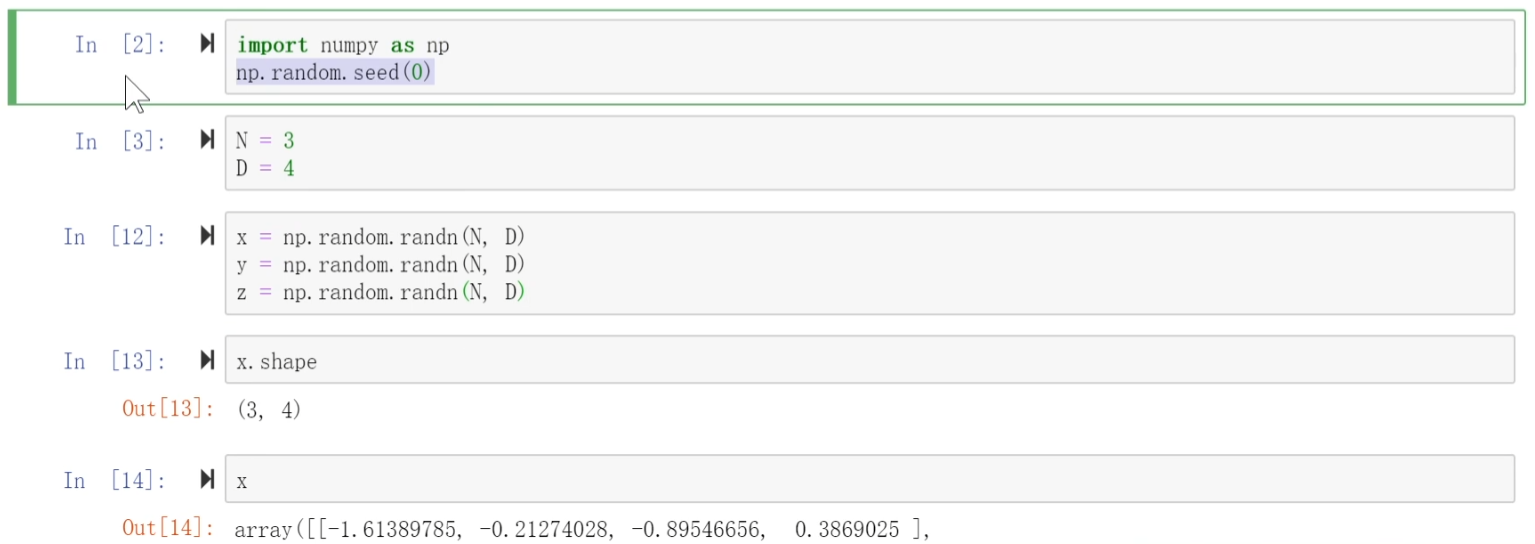 In [2]: import numpy as np
np.random.seed(0)
In [3]: N = 3
D = 4
In [12]: x = np.random.randn(N, D)
y = np.random.randn(N, D)
z = np.random.randn(N, D)
In [13]: x.shape
Out[13]: (3, 4)
In [14]: x
Out[14]: array([[-1.61389785, -0.21274028, -0.89546656,  0.3869025 ],